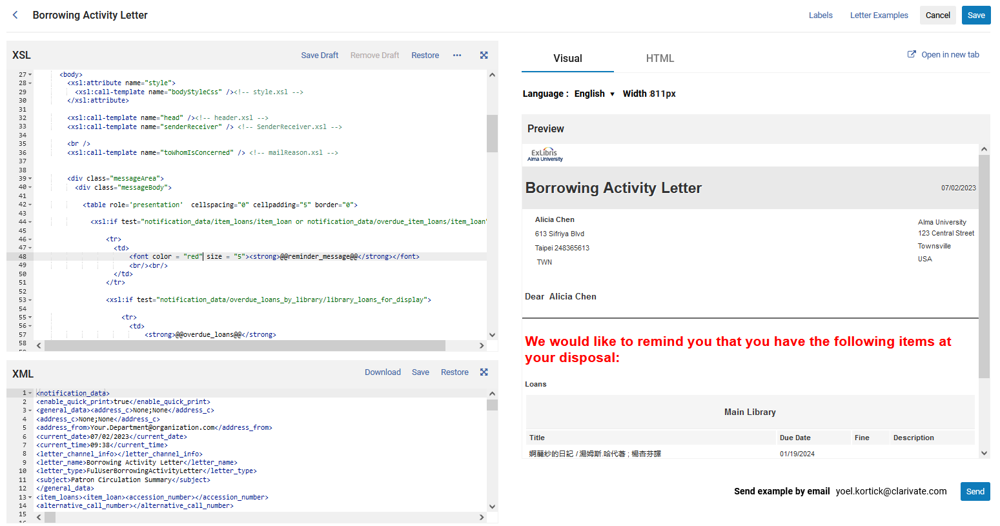 Borrowing Activity Letter
Labels Letter Examples Cancel Save
XSL
Save Draft Remove Draft Restore ···
27 <body>
28 <xsl:attribute name="style">
29 <xsl:call-template name="bodyStyleCss" /><!-- style.xsl -->
30 </xsl:attribute>
31
32 <xsl:call-template name="head" /><!-- header.xsl -->
33 <xsl:call-template name="senderReceiver" /> <!-- SenderReceiver.xsl -->
34
35 <br />
36 <xsl:call-template name="toWhomIsConcerned" /> <!-- mailReason.xsl -->
37
38
39 <div class="messageArea">
40 <div class="messageBody">
41
42 <table role='presentation'  cellspacing="0" cellpadding="5" border="0">
43
44 <xsl:if test="notification_data/item_loans/item_loan or notification_data/overdue_item_loans/item_loan"
45
46 <tr>
47 <td>
48 <font color = "red" size = "5"><strong>@@reminder_message@@</strong></font>
49 <br/><br/>
50 </td>
51 </tr>
52
53 <xsl:if test="notification_data/overdue_loans_by_library/library_loans_for_display">
54
55 <tr>
56 <td>
57 <strong>@@overdue_loans@@</strong>
58
XML
Download Save Restore
1 <notification_data>
2 <enable_quick_print>true</enable_quick_print>
3 <general_data><address_c>None;None</address_c>
4 <address_c>None;None</address_c>
5 <address_from>Your.Department@organization.com</address_from>
6 <current_date>07/02/2023</current_date>
7 <current_time>09:38</current_time>
8 <letter_channel_info></letter_channel_info>
9 <letter_name>Borrowing Activity Letter</letter_name>
10 <letter_type>FulUserBorrowingActivityLetter</letter_type>
11 <subject>Patron Circulation Summary</subject>
12 </general_data>
13 <item_loans><item_loan><accession_number></accession_number>
14 <alternative_call_number></alternative_call_number>
15
Visual HTML Open in new tab
Language : English Width :811px
Preview
ExLibris
Alma University
Borrowing Activity Letter 07/02/2023
Alicia Chen
613 Sifriya Blvd
Taipei 248365613
TWN
Alma University
123 Central Street
Townsville
USA
Dear Alicia Chen
We would like to remind you that you have the following items at
your disposal:
Loans
Main Library
Title Due Date Fine Description
婀麗紗的日記 / 湯姆斯.哈代著 ; 楊杏芬譯 01/19/2024
Send example by email yoel.kortick@clarivate.com Send